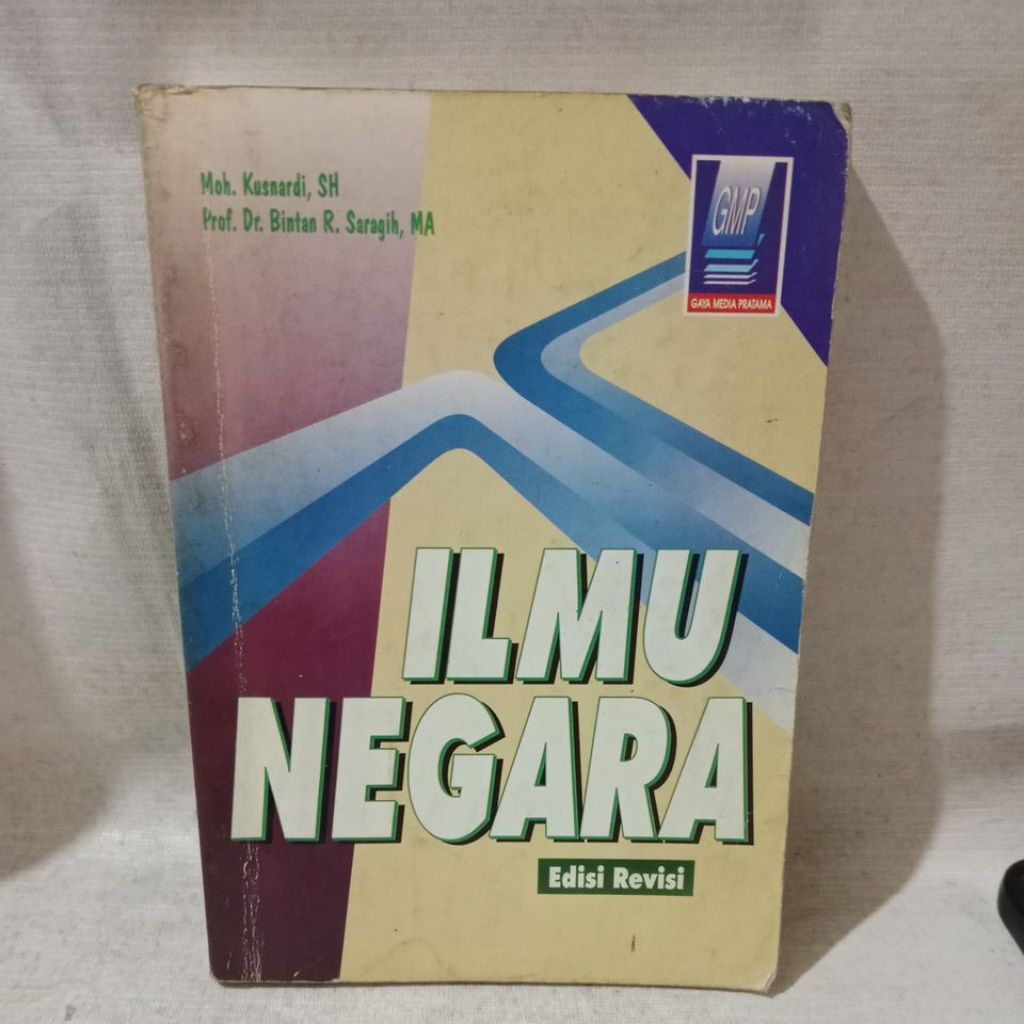 Moh. Kusnardi, SH
Prof. Dr. Bintan R. Saragih, MA
GMP
GAYA MEDIA PRATAMA
ILMU
NEGARA
Edisi Revisi